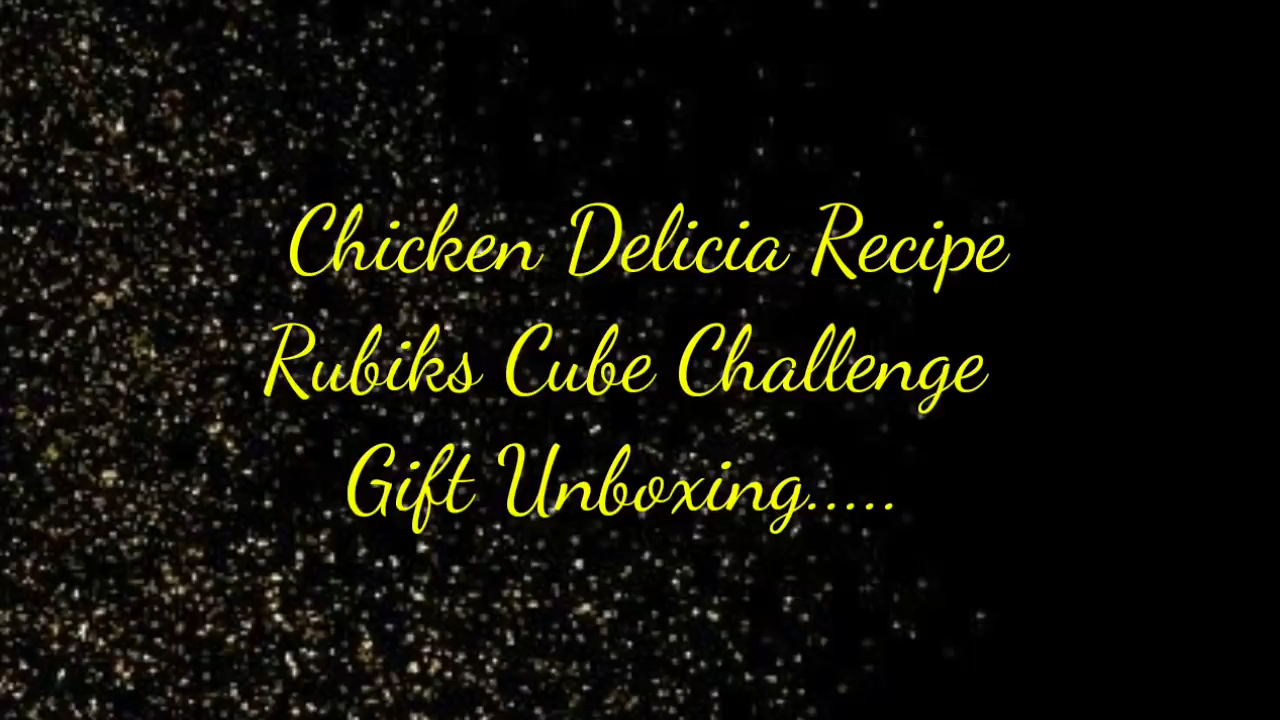 Chicken Delicia Recipe
Rubiks Cube Challenge
Gift Unboxing.....